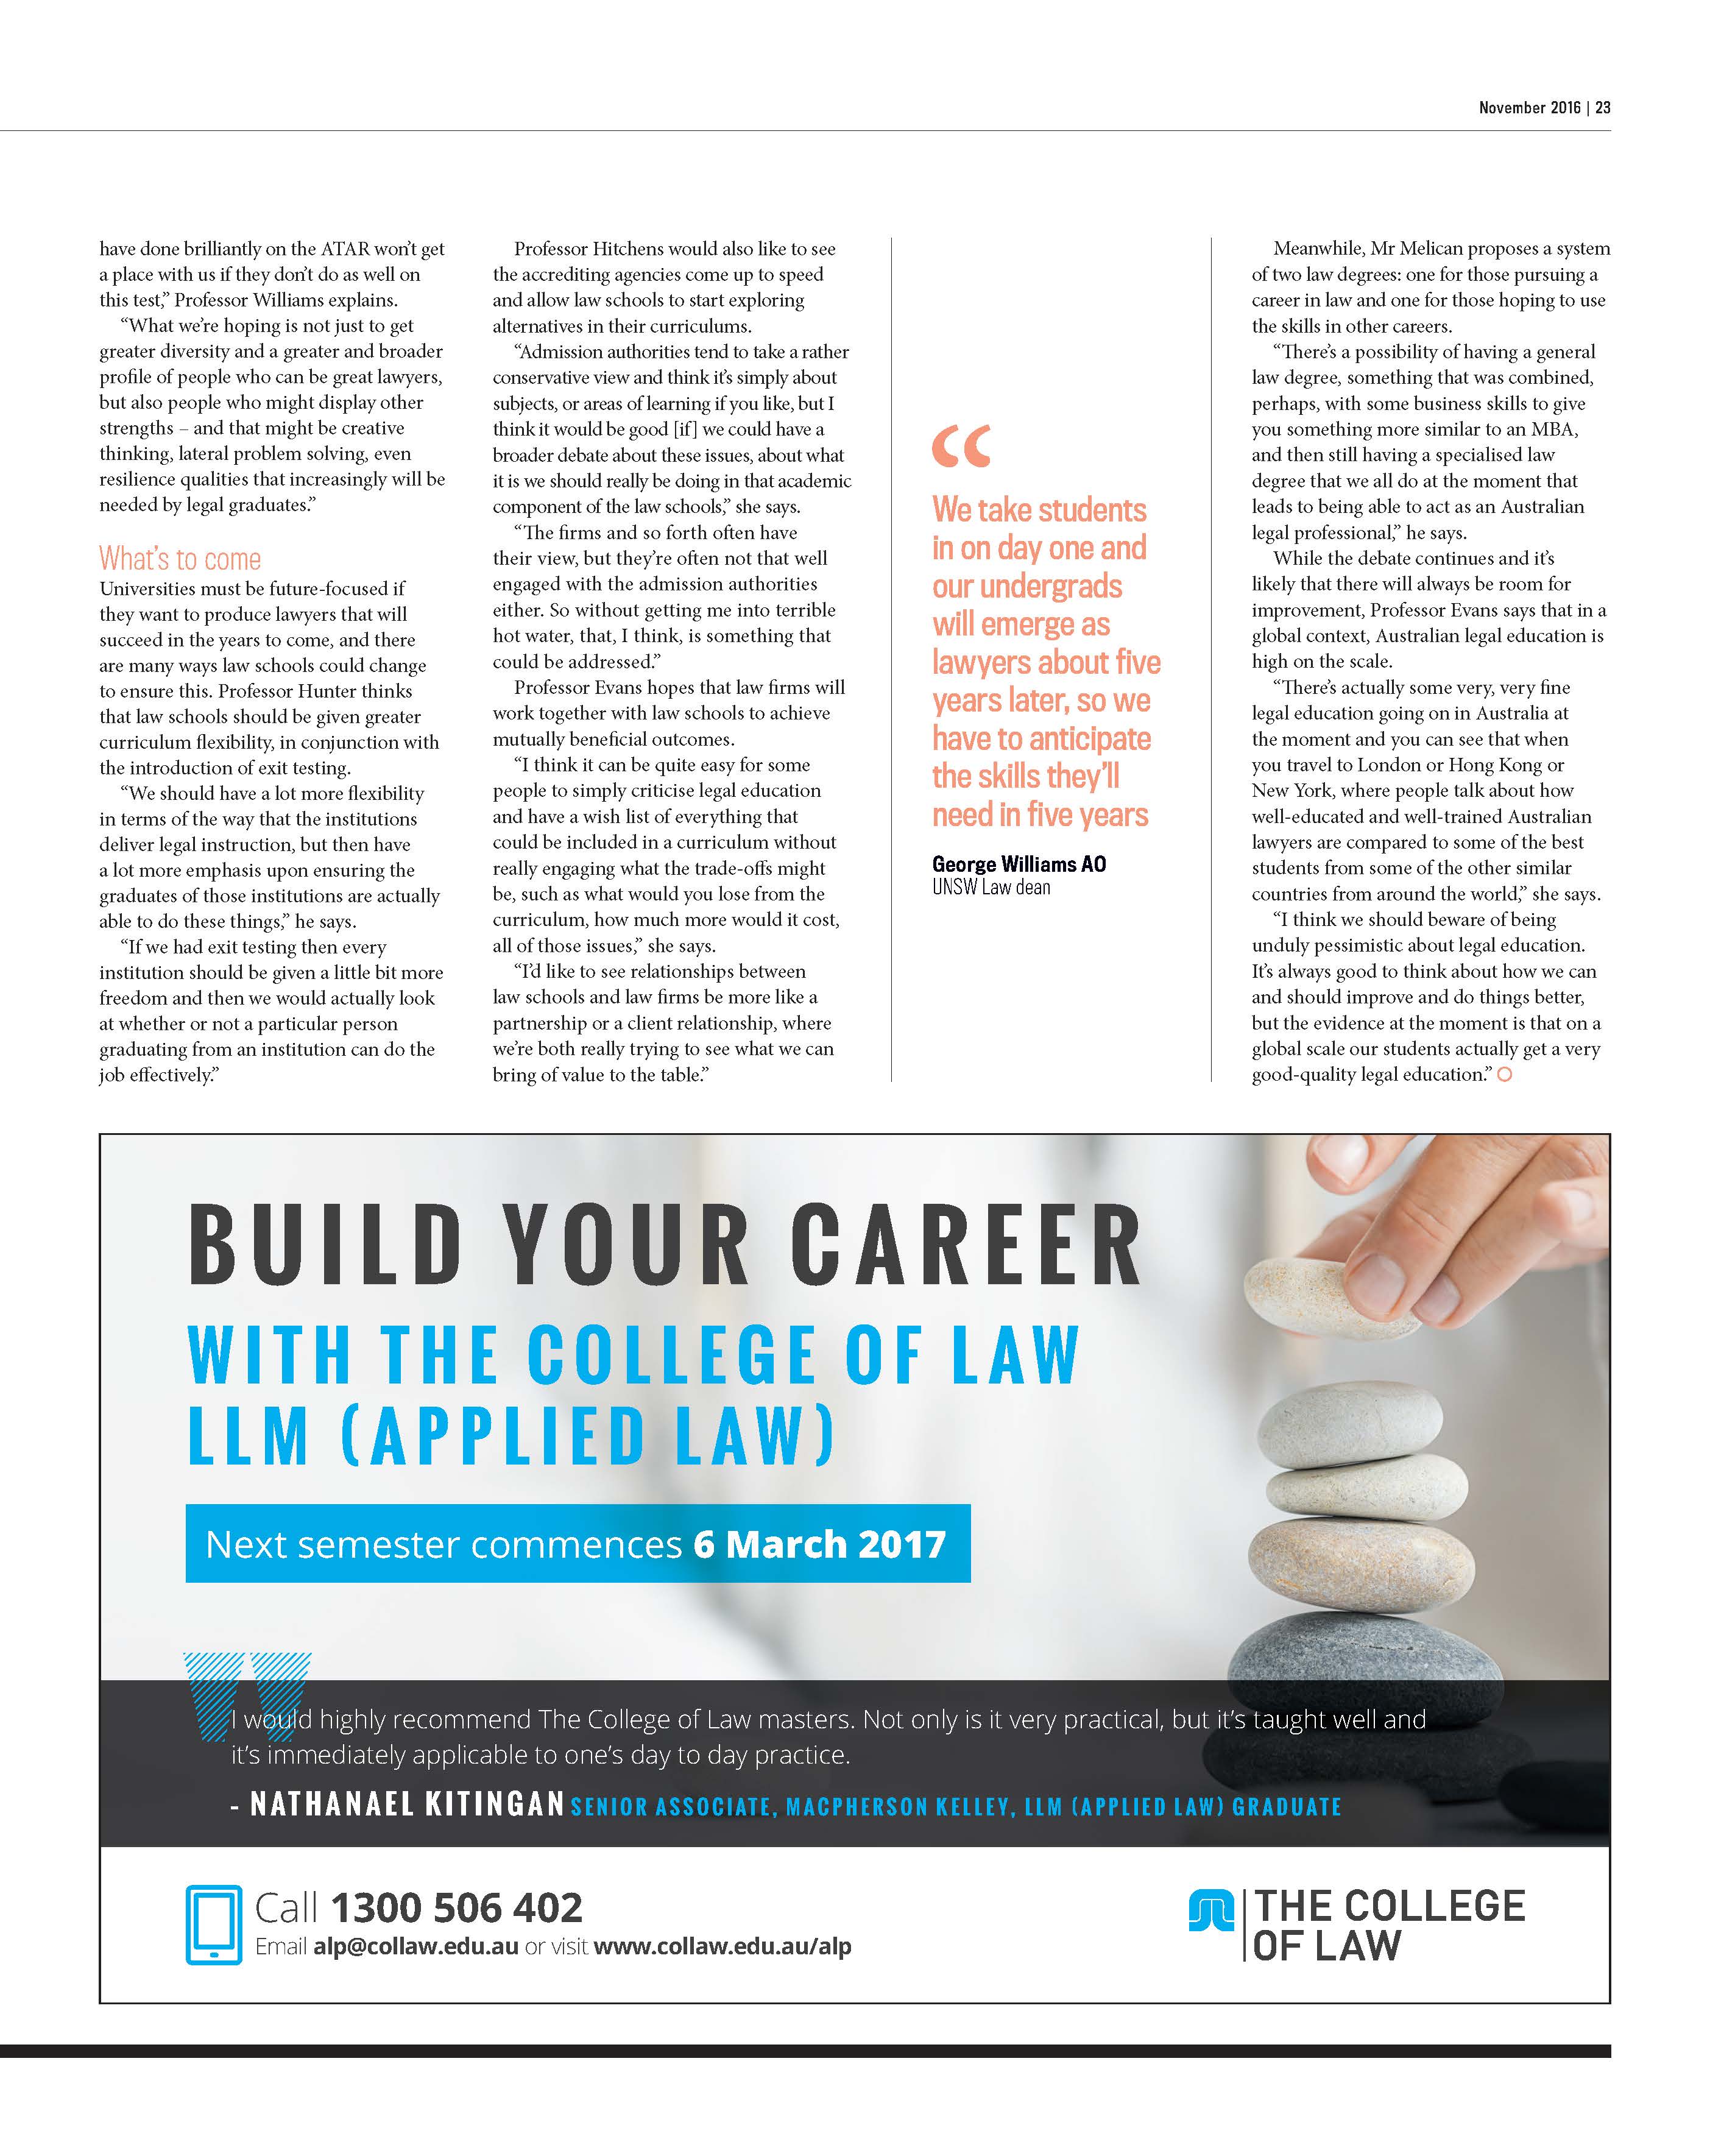 November 2016 | 23
have done brilliantly on the ATAR won’t get
a place with us if they don’t do as well on
this test,” Professor Williams explains.
“What we’re hoping is not just to get
greater diversity and a greater and broader
profile of people who can be great lawyers,
but also people who might display other
strengths – and that might be creative
thinking, lateral problem solving, even
resilience qualities that increasingly will be
needed by legal graduates.”
What’s to come
Universities must be future-focused if
they want to produce lawyers that will
succeed in the years to come, and there
are many ways law schools could change
to ensure this. Professor Hunter thinks
that law schools should be given greater
curriculum flexibility, in conjunction with
the introduction of exit testing.
“We should have a lot more flexibility
in terms of the way that the institutions
deliver legal instruction, but then have
a lot more emphasis upon ensuring the
graduates of those institutions are actually
able to do these things,” he says.
“If we had exit testing then every
institution should be given a little bit more
freedom and then we would actually look
at whether or not a particular person
graduating from an institution can do the
job effectively.”
Professor Hitchens would also like to see
the accrediting agencies come up to speed
and allow law schools to start exploring
alternatives in their curriculums.
“Admission authorities tend to take a rather
conservative view and think it’s simply about
subjects, or areas of learning if you like, but I
think it would be good [if] we could have a
broader debate about these issues, about what
it is we should really be doing in that academic
component of the law schools,” she says.
“The firms and so forth often have
their view, but they’re often not that well
engaged with the admission authorities
either. So without getting me into terrible
hot water, that, I think, is something that
could be addressed.”
Professor Evans hopes that law firms will
work together with law schools to achieve
mutually beneficial outcomes.
“I think it can be quite easy for some
people to simply criticise legal education
and have a wish list of everything that
could be included in a curriculum without
really engaging what the trade-offs might
be, such as what would you lose from the
curriculum, how much more would it cost,
all of those issues,” she says.
“I’d like to see relationships between
law schools and law firms be more like a
partnership or a client relationship, where
we’re both really trying to see what we can
bring of value to the table.”
“
We take students
in on day one and
our undergrads
will emerge as
lawyers about five
years later, so we
have to anticipate
the skills they’ll
need in five years
George Williams AO
UNSW Law dean
Meanwhile, Mr Melican proposes a system
of two law degrees: one for those pursuing a
career in law and one for those hoping to use
the skills in other careers.
“There’s a possibility of having a general
law degree, something that was combined,
perhaps, with some business skills to give
you something more similar to an MBA,
and then still having a specialised law
degree that we all do at the moment that
leads to being able to act as an Australian
legal professional,” he says.
While the debate continues and it’s
likely that there will always be room for
improvement, Professor Evans says that in a
global context, Australian legal education is
high on the scale.
“There’s actually some very, very fine
legal education going on in Australia at
the moment and you can see that when
you travel to London or Hong Kong or
New York, where people talk about how
well-educated and well-trained Australian
lawyers are compared to some of the best
students from some of the other similar
countries from around the world,” she says.
“I think we should beware of being
unduly pessimistic about legal education.
It’s always good to think about how we can
and should improve and do things better,
but the evidence at the moment is that on a
global scale our students actually get a very
good-quality legal education.”
BUILD YOUR CAREER
WITH THE COLLEGE OF LAW
LLM (APPLIED LAW)
Next semester commences 6 March 2017
I would highly recommend The College of Law masters. Not only is it very practical, but it’s taught well and
it’s immediately applicable to one’s day to day practice.
- NATHANAEL KITINGAN SENIOR ASSOCIATE, MACPHERSON KELLEY, LLM (APPLIED LAW) GRADUATE
Call 1300 506 402
Email alp@collaw.edu.au or visit www.collaw.edu.au/alp
THE COLLEGE
OF LAW